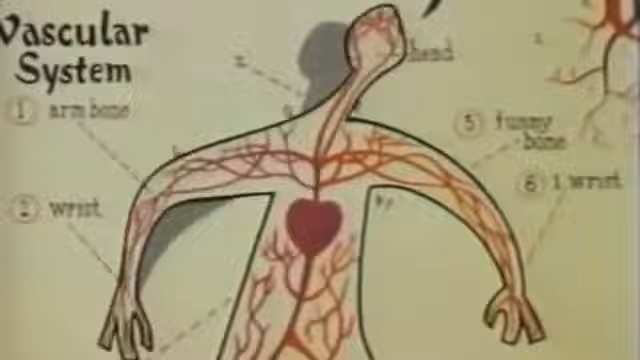 Vascular
System
1 arm bone
2 wrist
head
5 funny
bone
6 1 wrist